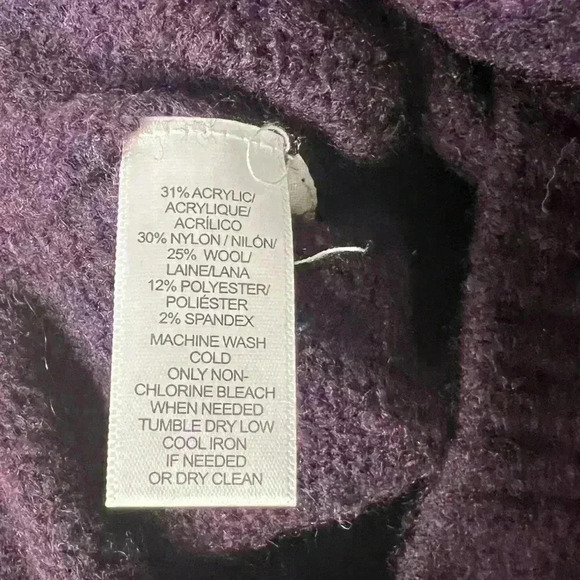 31% ACRYLIC/
ACRYLIQUE/
ACRÍLICO
30% NYLON / NILÓN/
25% WOOL/
LAINE/LANA
12% POLYESTER/
POLIÉSTER
2% SPANDEX
MACHINE WASH
COLD
ONLY NON-
CHLORINE BLEACH
WHEN NEEDED
TUMBLE DRY LOW
COOL IRON
IF NEEDED
OR DRY CLEAN